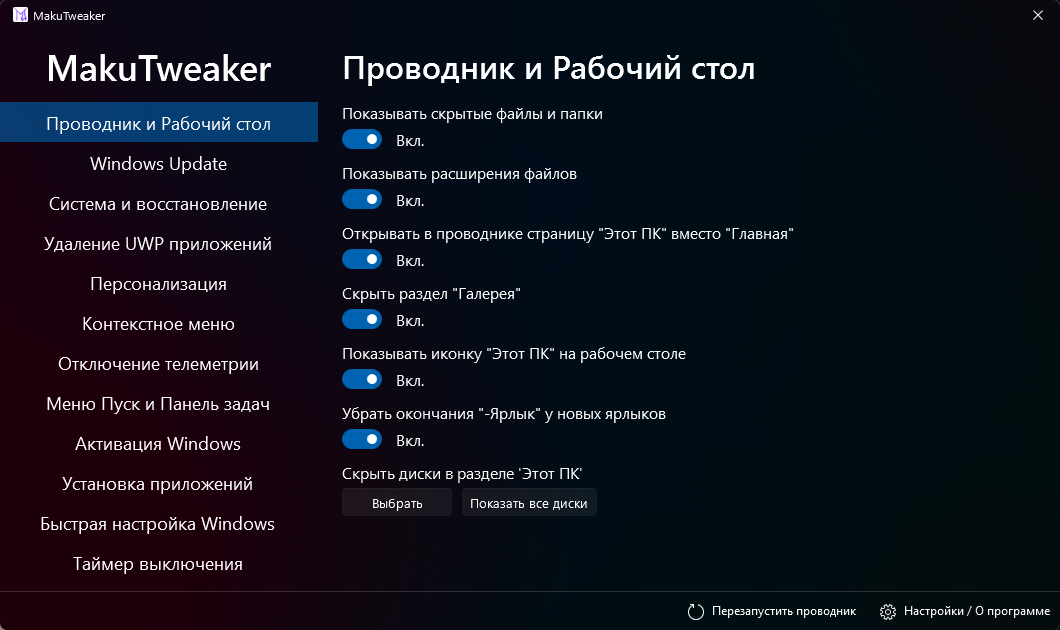 MakuTweaker
MakuTweaker
Проводник и Рабочий стол
Windows Update
Система и восстановление
Удаление UWP приложений
Персонализация
Контекстное меню
Отключение телеметрии
Меню Пуск и Панель задач
Активация Windows
Установка приложений
Быстрая настройка Windows
Таймер выключения
Проводник и Рабочий стол
Показывать скрытые файлы и папки
Вкл.
Показывать расширения файлов
Вкл.
Открывать в проводнике страницу "Этот ПК" вместо "Главная"
Вкл.
Скрыть раздел "Галерея"
Вкл.
Показывать иконку "Этот ПК" на рабочем столе
Вкл.
Убрать окончания "-Ярлык" у новых ярлыков
Вкл.
Скрыть диски в разделе 'Этот ПК'
Выбрать
Показать все диски
Перезапустить проводник
Настройки / О программе